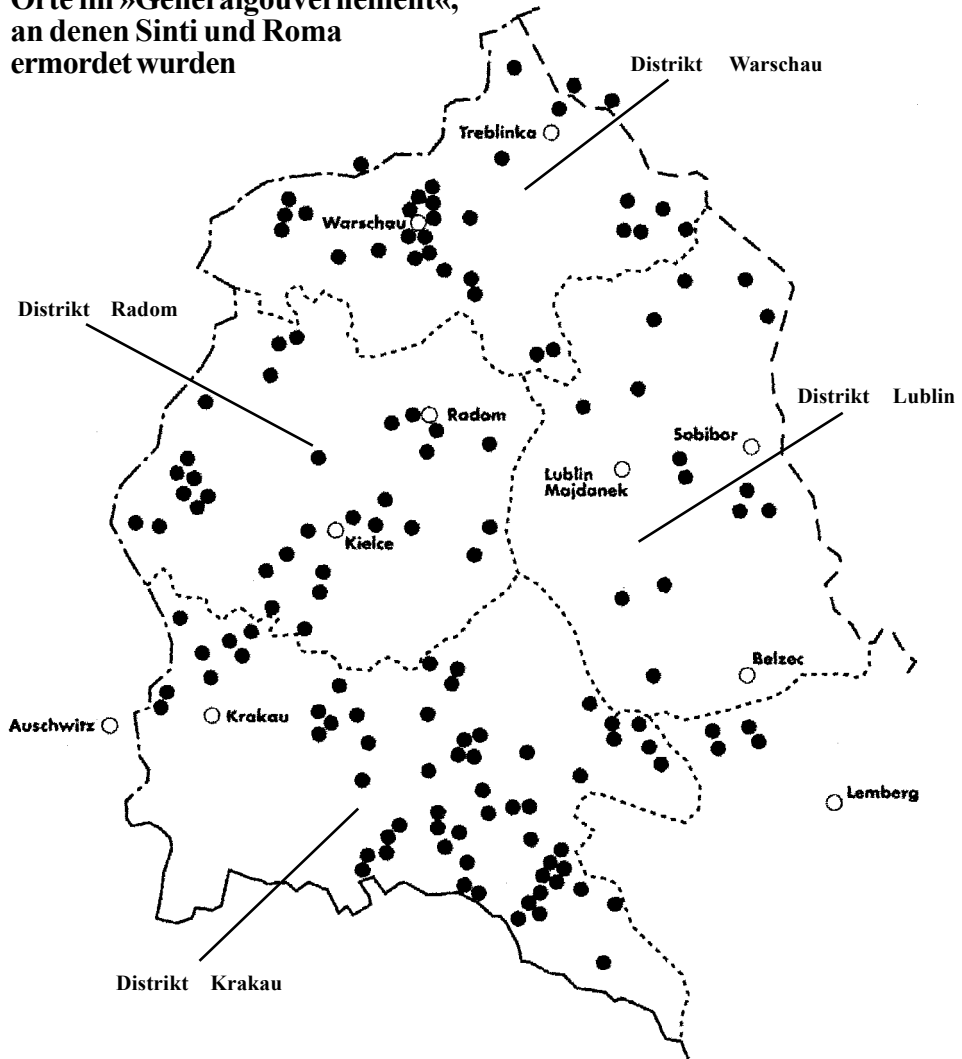 Orte im »Generalgouvernement«,
an denen Sinti und Roma
ermordet wurden
Distrikt Warschau
Treblinka
Warschau
Distrikt Radom
Radom
Distrikt Lublin
Sobibor
Lublin
Majdanek
Kielce
Belzec
Auschwitz
Krakau
Lemberg
Distrikt Krakau